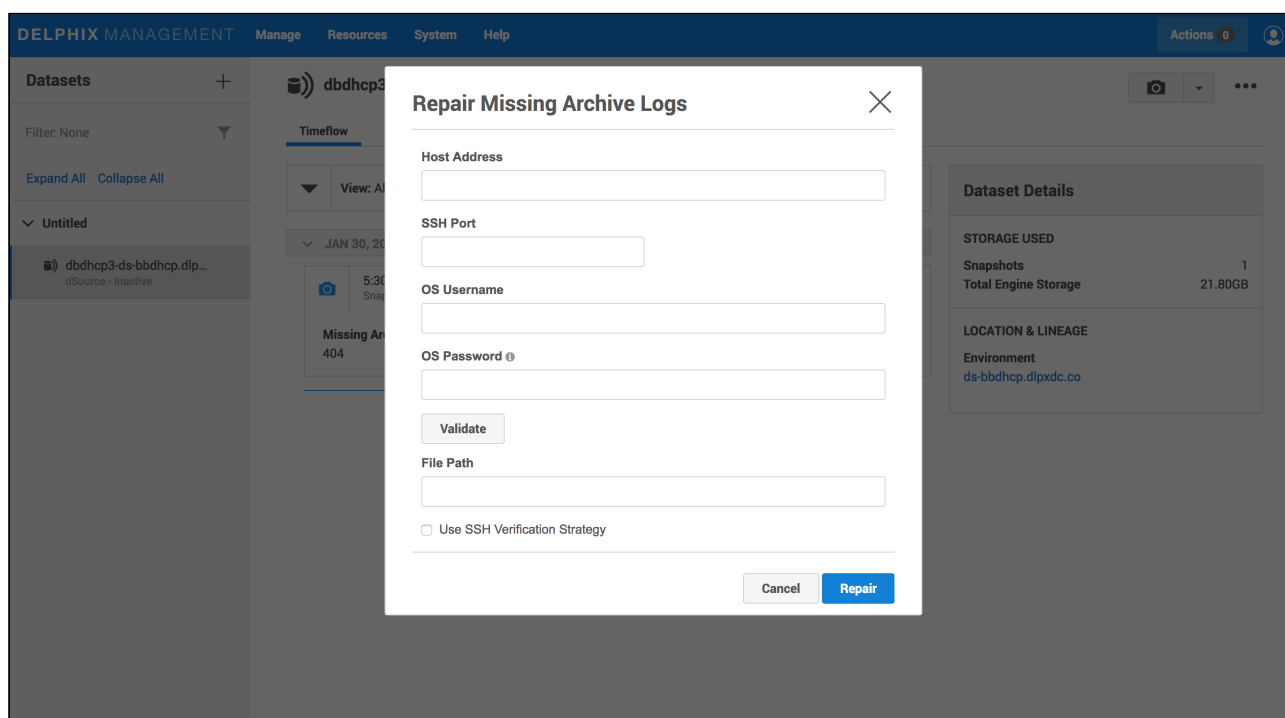 DELPHIX MANAGEMENT Manage Resources System Help Actions 0
Datasets
Filter: None
Expand All Collapse All
Untitled
dbdhcp3-ds-bbdhcp.dlp...
dSource - Inactive
dbdhcp3
Timeflow
View: Al
JAN 30, 20
5:30
Snap
Missing Ar
404
Repair Missing Archive Logs
Host Address
SSH Port
OS Username
OS Password
Validate
File Path
Use SSH Verification Strategy
Cancel Repair
Dataset Details
STORAGE USED
Snapshots 1
Total Engine Storage 21.80GB
LOCATION & LINEAGE
Environment
ds-bbdhcp.dlpxdc.co